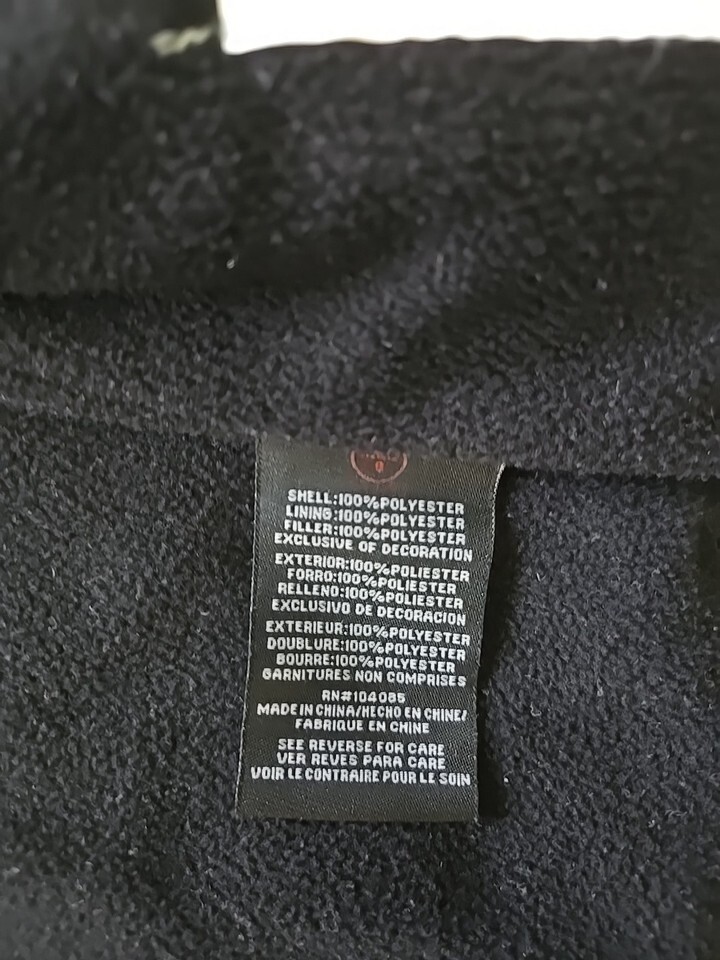 SHELL:100%POLYESTER
LINING:100%POLYESTER
FILLER:100%POLYESTER
EXCLUSIVE OF DECORATION
EXTERIOR:100%POLIESTER
FORRO:100%POLIESTER
RELLENO:100%POLIESTER
EXCLUSIVO DE DECORACION
EXTERIEUR:100%POLYESTER
DOUBLURE:100%POLYESTER
BOURRE:100%POLYESTER
GARNITURES NON COMPRISES
RN#104085
MADE IN CHINA/HECHO EN CHINE/
FABRIQUE EN CHINE
SEE REVERSE FOR CARE
VER REVES PARA CARE
VOIR LE CONTRAIRE POUR LE SOIN